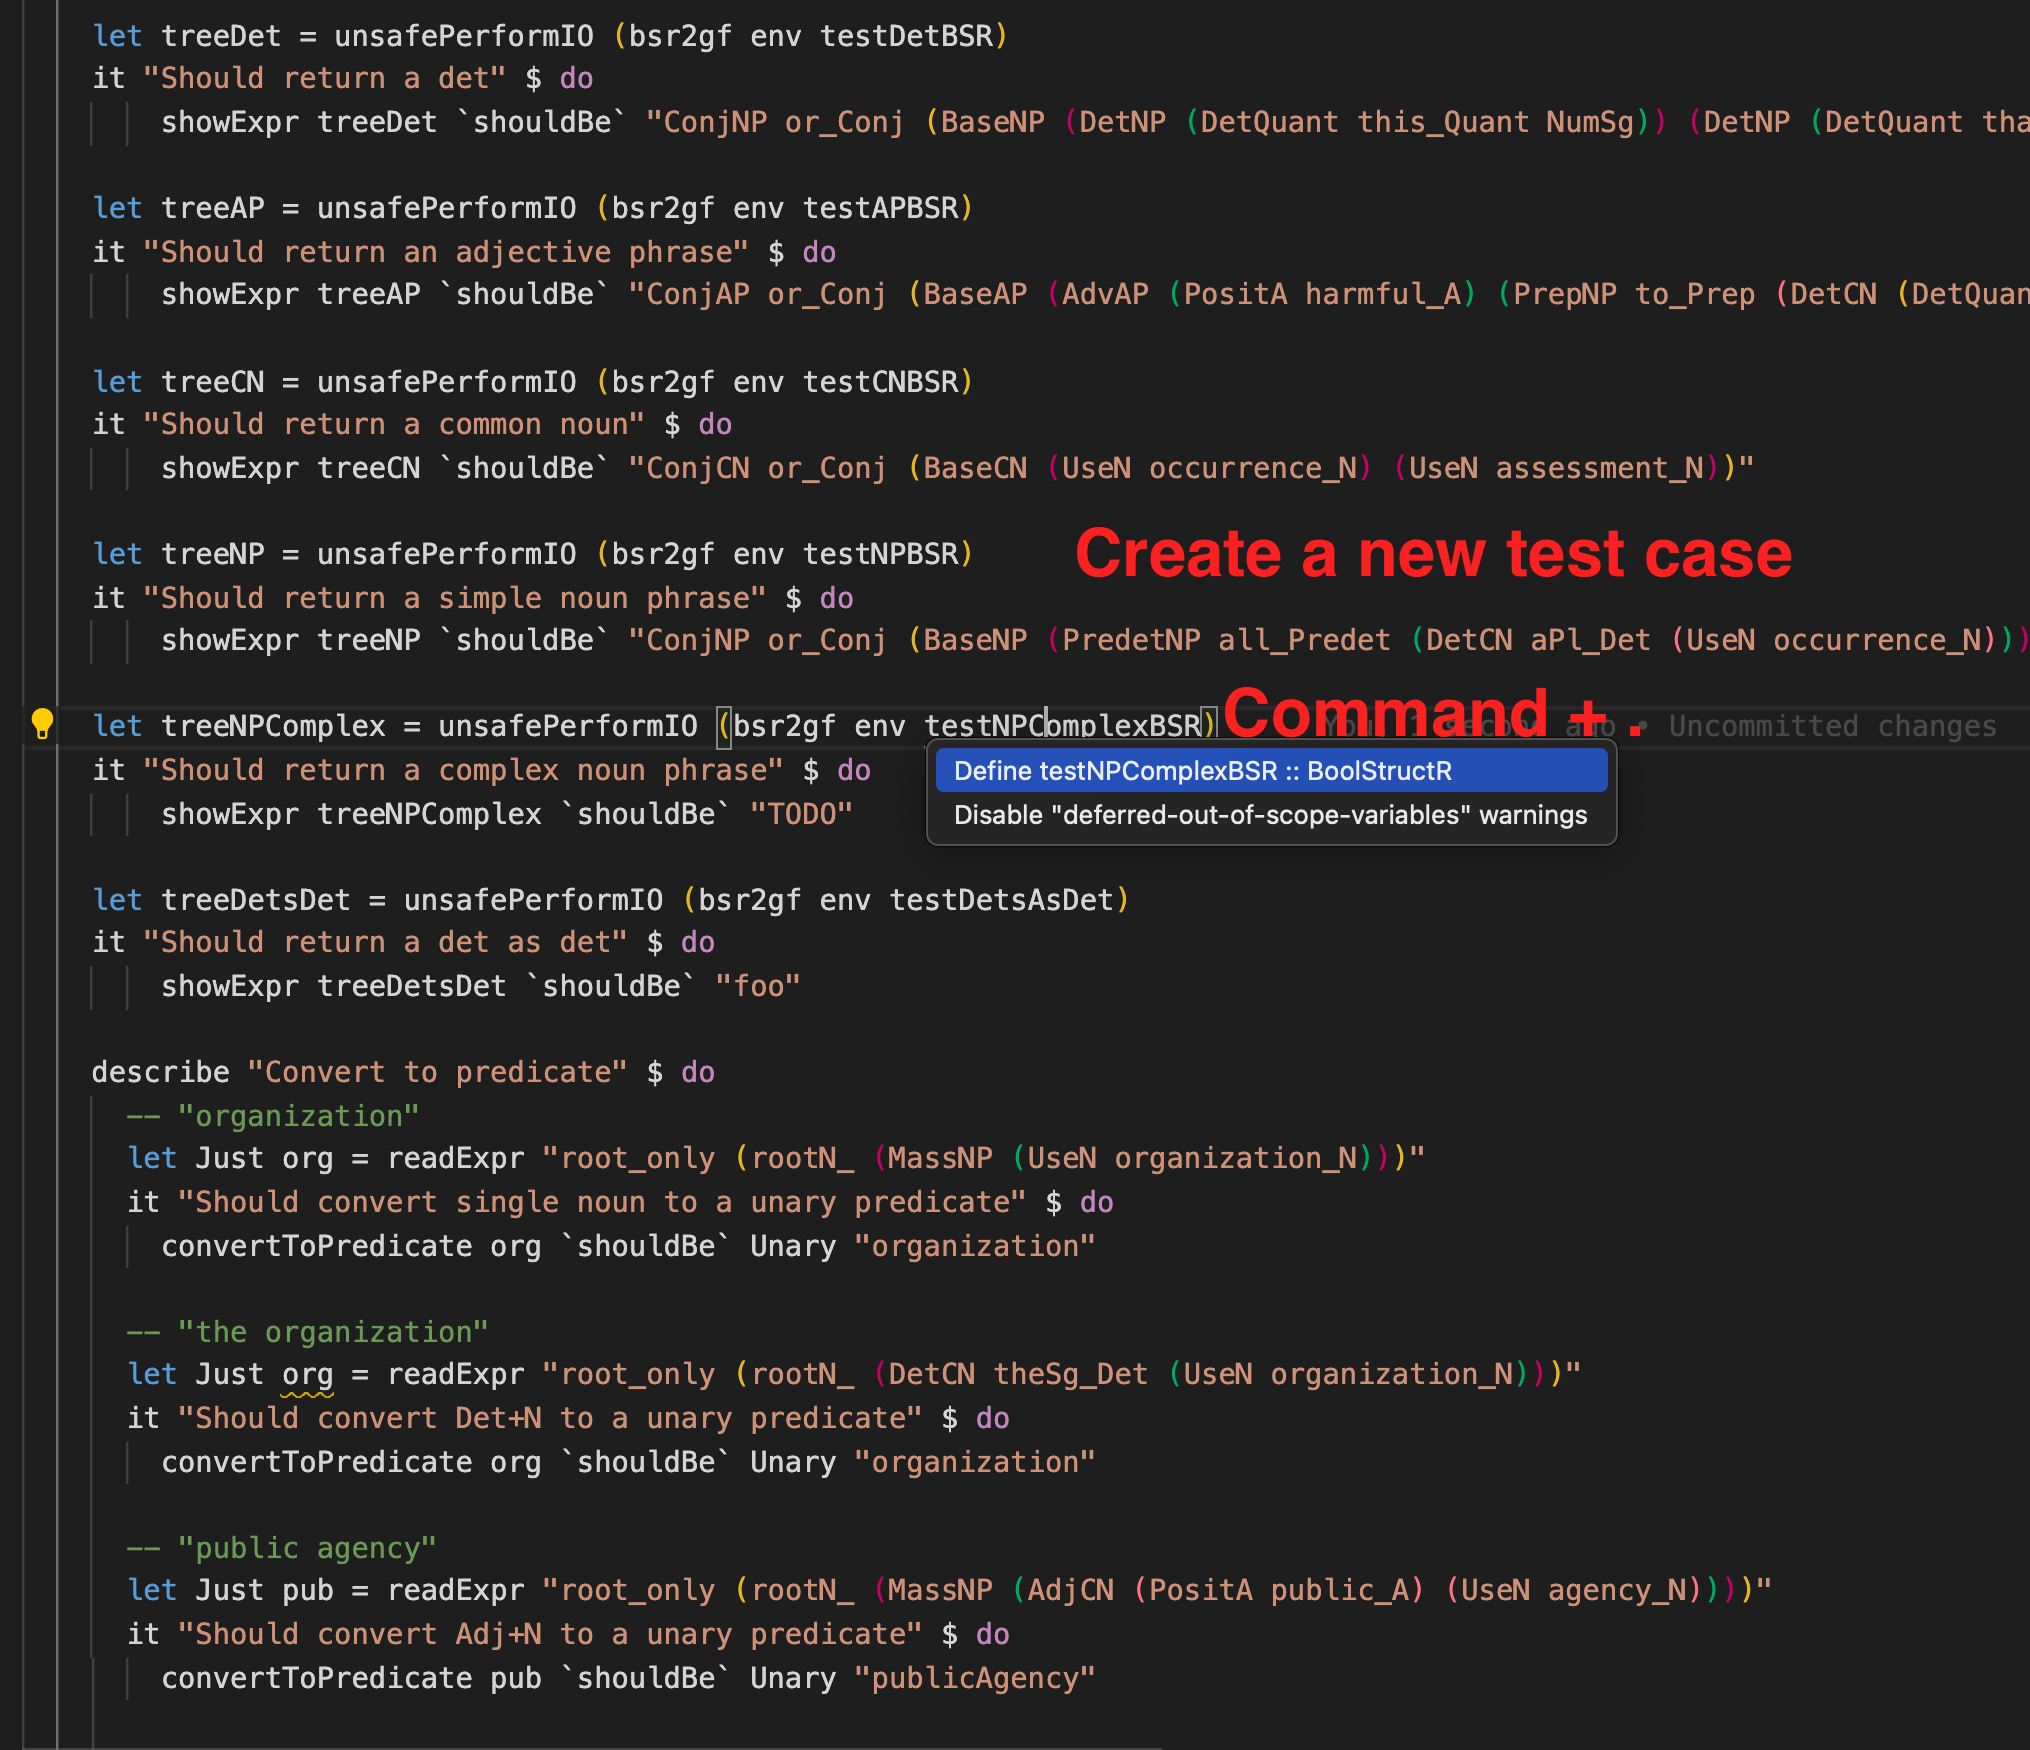 let treeDet = unsafePerformIO (bsr2gf env testDetBSR)
it "Should return a det" $ do
showExpr treeDet `shouldBe` "ConjNP or_Conj (BaseNP (DetNP (DetQuant this_Quant NumSg)) (DetNP (DetQuant tha
let treeAP = unsafePerformIO (bsr2gf env testAPBSR)
it "Should return an adjective phrase" $ do
showExpr treeAP `shouldBe` "ConjAP or_Conj (BaseAP (AdvAP (PositA harmful_A) (PrepNP to_Prep (DetCN (DetQuan
let treeCN = unsafePerformIO (bsr2gf env testCNBSR)
it "Should return a common noun" $ do
showExpr treeCN `shouldBe` "ConjCN or_Conj (BaseCN (UseN occurrence_N) (UseN assessment_N))"
let treeNP = unsafePerformIO (bsr2gf env testNPBSR)
Create a new test case
it "Should return a simple noun phrase" $ do
showExpr treeNP `shouldBe` "ConjNP or_Conj (BaseNP (PredetNP all_Predet (DetCN aPl_Det (UseN occurrence_N)))
let treeNPComplex = unsafePerformIO (bsr2gf env testNPComplexBSR)
Command + .
You, 1 second ago • Uncommitted changes
it "Should return a complex noun phrase" $ do
Define testNPComplexBSR :: BoolStructR
showExpr treeNPComplex `shouldBe` "TODO"
Disable "deferred-out-of-scope-variables" warnings
let treeDetsDet = unsafePerformIO (bsr2gf env testDetsAsDet)
it "Should return a det as det" $ do
showExpr treeDetsDet `shouldBe` "foo"
describe "Convert to predicate" $ do
-- "organization"
let Just org = readExpr "root_only (rootN_ (MassNP (UseN organization_N)))"
it "Should convert single noun to a unary predicate" $ do
convertToPredicate org `shouldBe` Unary "organization"
-- "the organization"
let Just org = readExpr "root_only (rootN_ (DetCN theSg_Det (UseN organization_N)))"
it "Should convert Det+N to a unary predicate" $ do
convertToPredicate org `shouldBe` Unary "organization"
-- "public agency"
let Just pub = readExpr "root_only (rootN_ (MassNP (AdjCN (PositA public_A) (UseN agency_N))))"
it "Should convert Adj+N to a unary predicate" $ do
convertToPredicate pub `shouldBe` Unary "publicAgency"